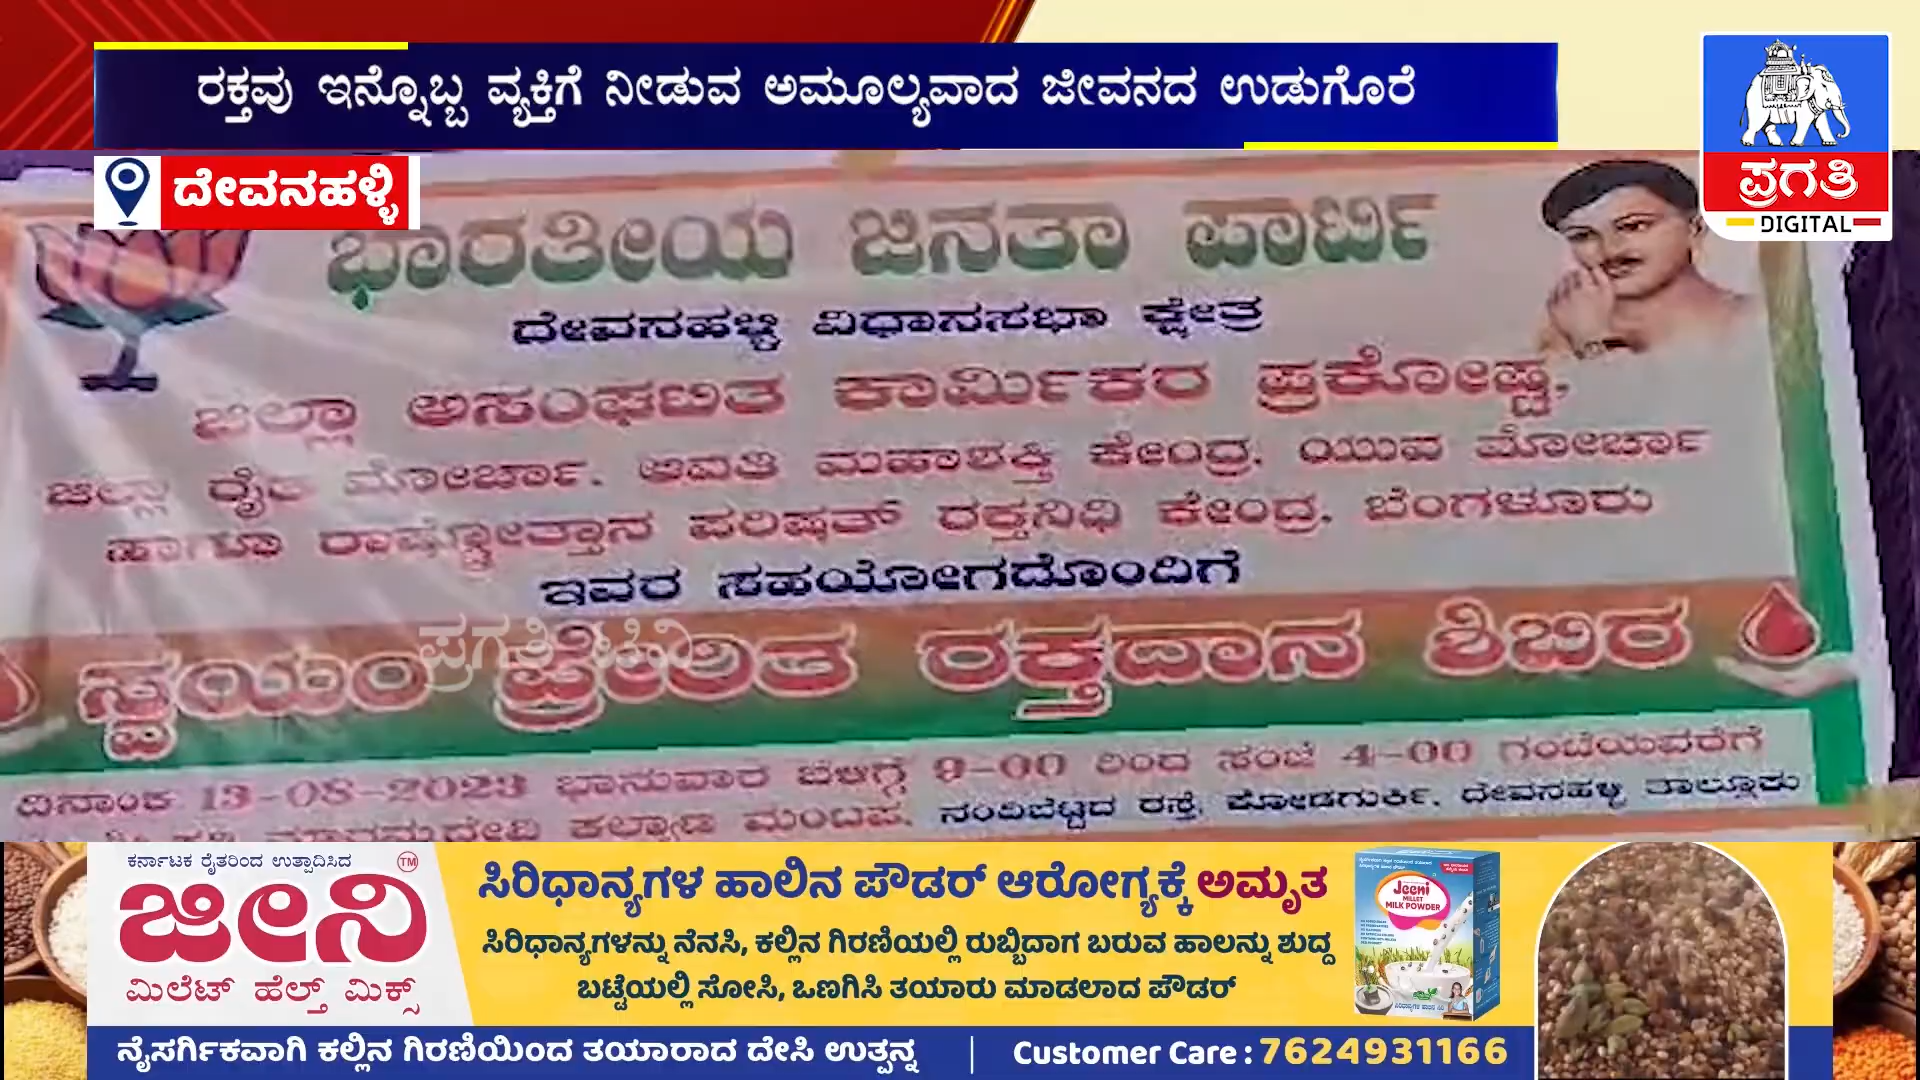 ರಕ್ತವು ಇನ್ನೊಬ್ಬ ವ್ಯಕ್ತಿಗೆ ನೀಡುವ ಅಮೂಲ್ಯವಾದ ಜೀವನದ ಉಡುಗೊರೆ
ಪ್ರಗತಿ
DIGITAL
ದೇವನಹಳ್ಳಿ
ಭಾರತೀಯ ಜನತಾ ಪಾರ್ಟಿ
ದೇವನಹಳ್ಳಿ ವಿಧಾನಸಭಾ ಕ್ಷೇತ್ರ
ಜಿಲ್ಲಾ ಅಸಂಘಟಿತ ಕಾರ್ಮಿಕರ ಪ್ರಕೋಷ್ಟ,
ಜಿಲ್ಲಾ ರೈತ ಮೋರ್ಚಾ, ಆವತಿ ಮಹಾಶಕ್ತಿ ಕೇಂದ್ರ, ಯುವ ಮೋರ್ಚಾ
ಹಾಗೂ ರಾಷ್ಟ್ರೋತ್ತಾನ ಪರಿಷತ್ ರಕ್ತನಿಧಿ ಕೇಂದ್ರ, ಬೆಂಗಳೂರು
ಇವರ ಸಹಯೋಗದೊಂದಿಗೆ
ಸ್ವಯಂ ಪ್ರೇರಿತ ರಕ್ತದಾನ ಶಿಬಿರ
ದಿನಾಂಕ 13-08-2023 ಭಾನುವಾರ ಬೆಳಿಗ್ಗೆ 9-00 ರಿಂದ ಸಂಜೆ 4-00 ಗಂಟೆಯವರೆಗೆ
ಕಲ್ಯಾಣ ಮಂಟಪ, ನಂದಿಬೆಟ್ಟದ ರಸ್ತೆ, ಕೋಡಗುರ್ಕಿ, ದೇವನಹಳ್ಳಿ ತಾಲ್ಲೂಕು
ಕರ್ನಾಟಕ ರೈತರಿಂದ ಉತ್ಪಾದಿಸಿದ
TM
ಜೀನಿ
ಮಿಲೆಟ್ ಹೆಲ್ತ್ ಮಿಕ್ಸ್
ಸಿರಿಧಾನ್ಯಗಳ ಹಾಲಿನ ಪೌಡರ್ ಆರೋಗ್ಯಕ್ಕೆ ಅಮೃತ
ಸಿರಿಧಾನ್ಯಗಳನ್ನು ನೆನಸಿ, ಕಲ್ಲಿನ ಗಿರಣಿಯಲ್ಲಿ ರುಬ್ಬಿದಾಗ ಬರುವ ಹಾಲನ್ನು ಶುದ್ದ
ಬಟ್ಟೆಯಲ್ಲಿ ಸೋಸಿ, ಒಣಗಿಸಿ ತಯಾರು ಮಾಡಲಾದ ಪೌಡರ್
Jeeni
MILLET
MILK POWDER
ನೈಸರ್ಗಿಕವಾಗಿ ಕಲ್ಲಿನ ಗಿರಣಿಯಿಂದ ತಯಾರಾದ ದೇಸಿ ಉತ್ಪನ್ನ | Customer Care : 7624931166